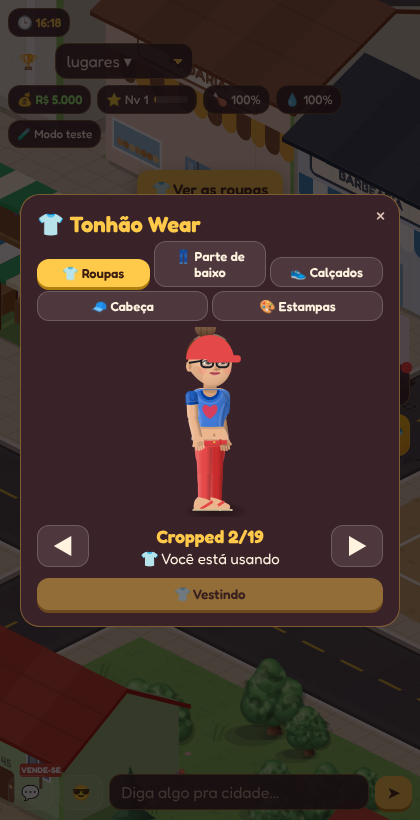 16:18
lugares ▾
R$ 5.000
Nv 1
100%
100%
Modo teste
Ver as roupas
BARBEARIA
Tonhão Wear
×
Roupas
Parte de
baixo
Calçados
Cabeça
Estampas
◀
Cropped 2/19
Você está usando
▶
Vestindo
VENDE-SE
Diga algo pra cidade...
➤